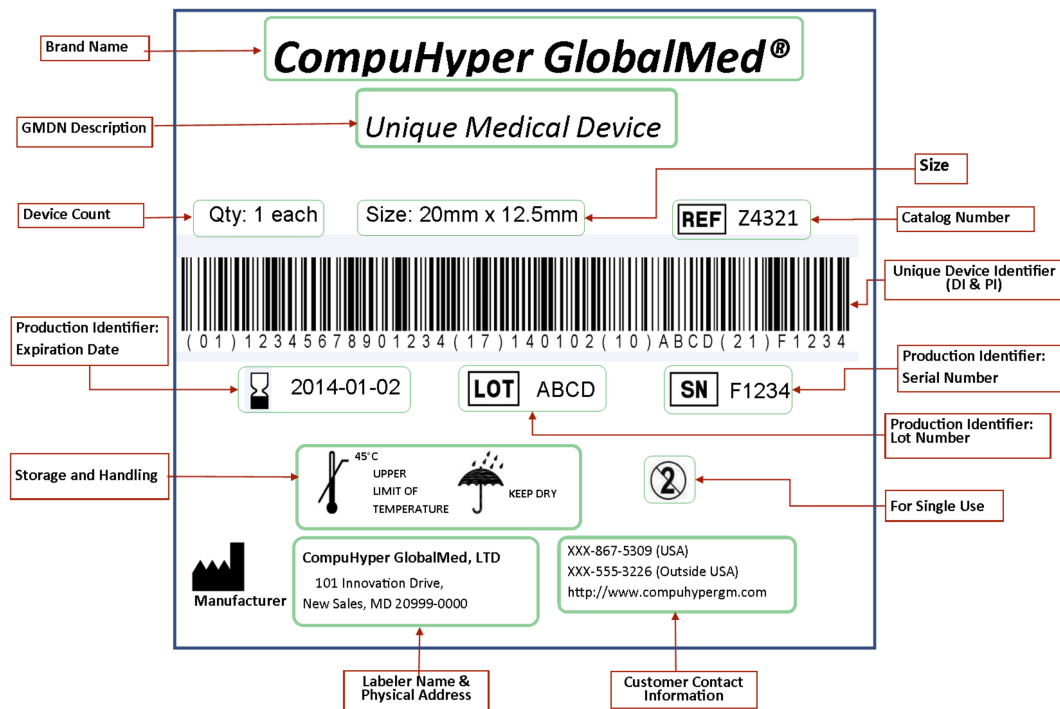 Brand Name
CompuHyper GlobalMed®
GMDN Description
Unique Medical Device
Size
Device Count
Qty: 1 each
Size: 20mm x 12.5mm
REF Z4321
Catalog Number
Unique Device Identifier
(DI & PI)
(01)12345678901234(17)140102(10)ABCD(21)F1234
Production Identifier:
Expiration Date
2014-01-02
LOT ABCD
SN F1234
Production Identifier:
Serial Number
Production Identifier:
Lot Number
Storage and Handling
45°C
UPPER
LIMIT OF
TEMPERATURE
KEEP DRY
2
For Single Use
Manufacturer
CompuHyper GlobalMed, LTD
101 Innovation Drive,
New Sales, MD 20999-0000
XXX-867-5309 (USA)
XXX-555-3226 (Outside USA)
http://www.compuhypergm.com
Labeler Name &
Physical Address
Customer Contact
Information